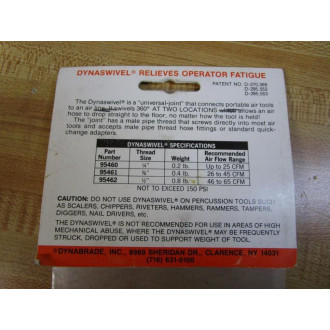 DYNASWIVEL® RELIEVES OPERATOR FATIGUE
PATENT NO. D-270,369
D-295,552
D-295,553
The Dynaswivel® is a "universal-joint" that connects portable air tools
to an air line. It swivels 360° AT TWO LOCATIONS which allows an air
hose to drop straight to the floor, no matter how the tool is held!
The "joint" has a male pipe thread that screws directly into most air
tools and accepts male pipe thread hose fittings or standard quick-
change adapters.
DYNASWIVEL® SPECIFICATIONS
Part Number Thread Size Weight Recommended Air Flow Range
95460 ¼" 0.2 lb. Up to 25 CFM
95461 ⅜" 0.4 lb. 26 to 45 CFM
95462 ½" 0.8 lb. 46 to 65 CFM
NOT TO EXCEED 150 PSI
CAUTION: DO NOT USE DYNASWIVEL® ON PERCUSSION TOOLS SUCH
AS SCALERS, CHIPPERS, RIVETERS, HAMMERS, RAMMERS, TAMPERS,
DIGGERS, NAIL DRIVERS, etc.
THE DYNASWIVEL® IS NOT RECOMMENDED FOR USE IN AREAS OF HIGH
MECHANICAL ABUSE, WHERE THE DYNASWIVEL® MAY BE FREQUENTLY
STRUCK, DROPPED OR USED TO SUPPORT WEIGHT OF TOOL.
DYNABRADE, INC., 8989 SHERIDAN DR., CLARENCE, NY 14031
(716) 631-0100